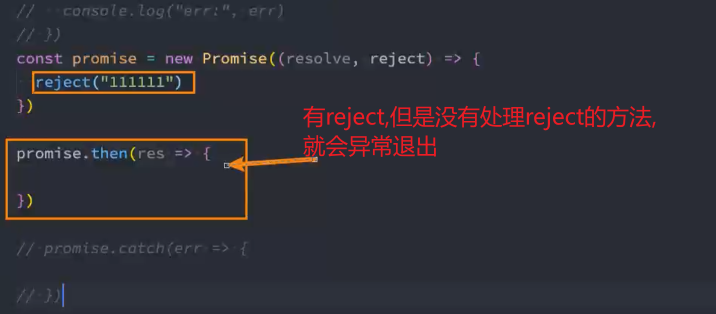 //  console.log("err:", err)
// })
const promise = new Promise((resolve, reject) => {
reject("111111")
})
有reject,但是没有处理reject的方法,
就会异常退出
promise.then(res => {
})
// promise.catch(err => {
// })